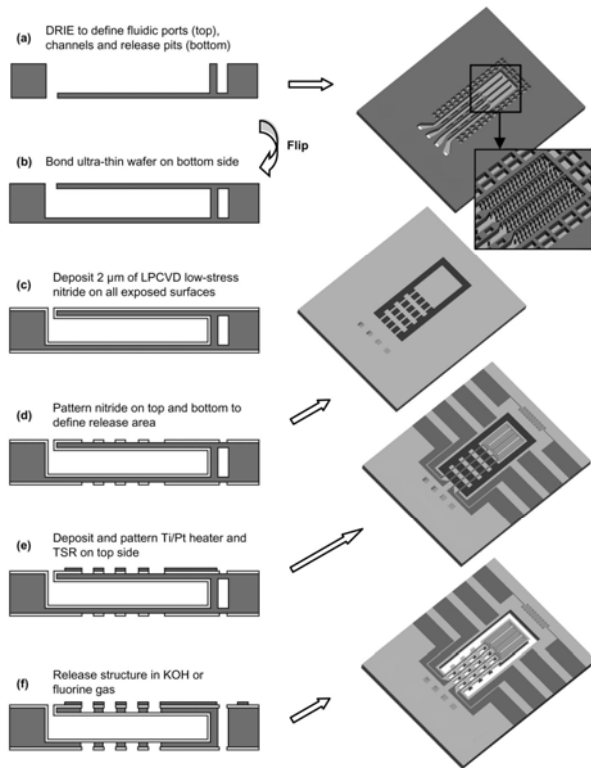 (a) DRIE to define fluidic ports (top),
channels and release pits (bottom)
Flip
(b) Bond ultra-thin wafer on bottom side
(c) Deposit 2 μm of LPCVD low-stress
nitride on all exposed surfaces
(d) Pattern nitride on top and bottom to
define release area
(e) Deposit and pattern Ti/Pt heater and
TSR on top side
(f) Release structure in KOH or
fluorine gas